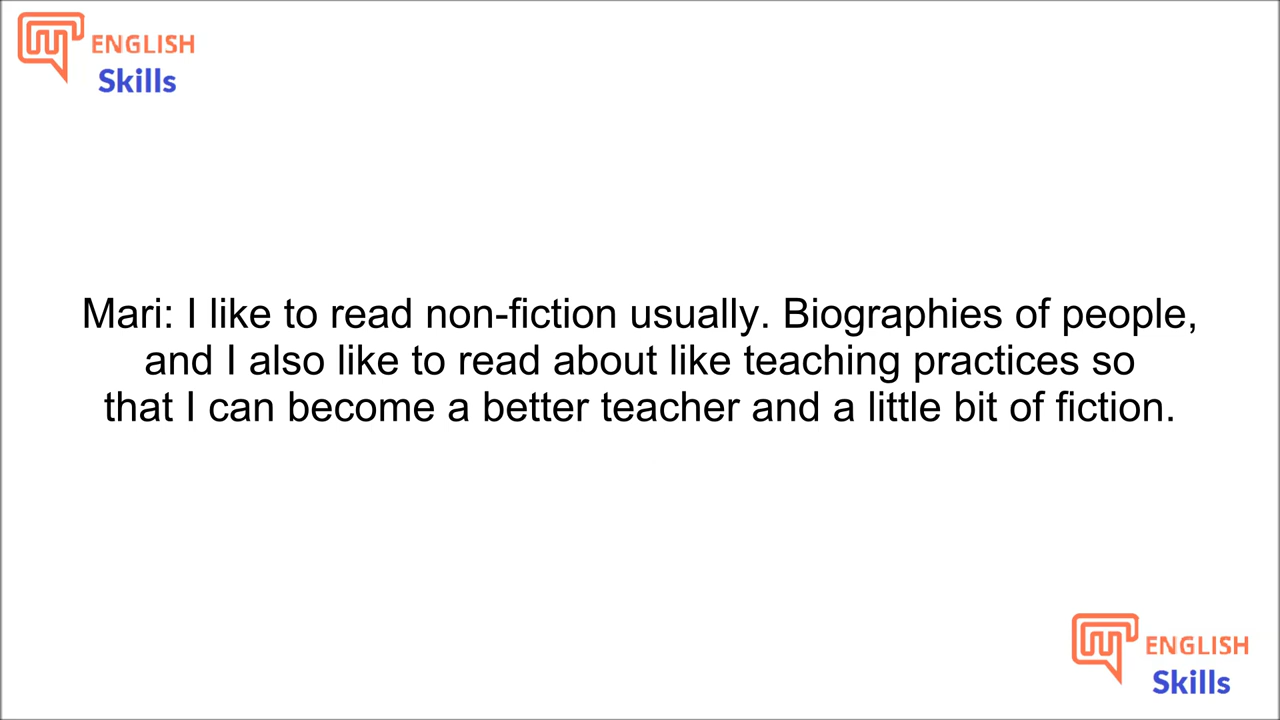 ENGLISH
Skills
Mari: I like to read non-fiction usually. Biographies of people,
and I also like to read about like teaching practices so
that I can become a better teacher and a little bit of fiction.
ENGLISH
Skills